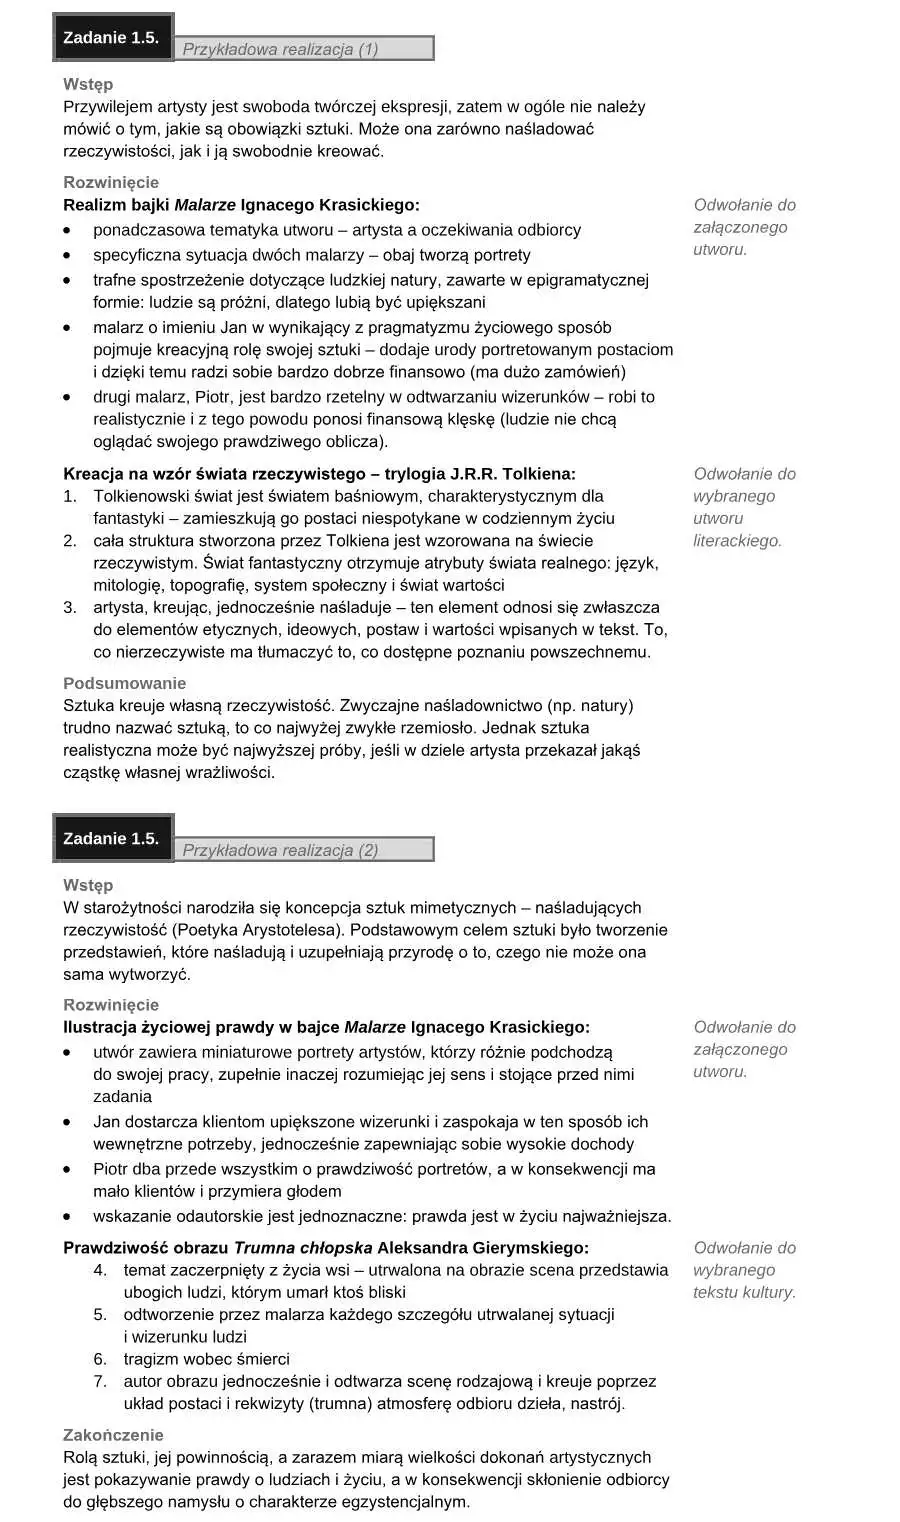 Zadanie 1.5.
Przykładowa realizacja (1)
Wstęp
Przywilejem artysty jest swoboda twórczej ekspresji, zatem w ogóle nie należy
mówić o tym, jakie są obowiązki sztuki. Może ona zarówno naśladować
rzeczywistości, jak i ją swobodnie kreować.
Rozwinięcie
Realizm bajki Malarze Ignacego Krasickiego:
Odwołanie do
załączonego
utworu.
• ponadczasowa tematyka utworu – artysta a oczekiwania odbiorcy
• specyficzna sytuacja dwóch malarzy – obaj tworzą portrety
• trafne spostrzeżenie dotyczące ludzkiej natury, zawarte w epigramatycznej
formie: ludzie są próżni, dlatego lubią być upiększani
• malarz o imieniu Jan w wynikający z pragmatyzmu życiowego sposób
pojmuje kreacyjną rolę swojej sztuki – dodaje urody portretowanym postaciom
i dzięki temu radzi sobie bardzo dobrze finansowo (ma dużo zamówień)
• drugi malarz, Piotr, jest bardzo rzetelny w odtwarzaniu wizerunków – robi to
realistycznie i z tego powodu ponosi finansową klęskę (ludzie nie chcą
oglądać swojego prawdziwego oblicza).
Kreacja na wzór świata rzeczywistego – trylogia J.R.R. Tolkiena:
Odwołanie do
wybranego
utworu
literackiego.
1. Tolkienowski świat jest światem baśniowym, charakterystycznym dla
fantastyki – zamieszkują go postaci niespotykane w codziennym życiu
2. cała struktura stworzona przez Tolkiena jest wzorowana na świecie
rzeczywistym. Świat fantastyczny otrzymuje atrybuty świata realnego: język,
mitologię, topografię, system społeczny i świat wartości
3. artysta, kreując, jednocześnie naśladuje – ten element odnosi się zwłaszcza
do elementów etycznych, ideowych, postaw i wartości wpisanych w tekst. To,
co nierzeczywiste ma tłumaczyć to, co dostępne poznaniu powszechnemu.
Podsumowanie
Sztuka kreuje własną rzeczywistość. Zwyczajne naśladownictwo (np. natury)
trudno nazwać sztuką, to co najwyżej zwykłe rzemiosło. Jednak sztuka
realistyczna może być najwyższej próby, jeśli w dziele artysta przekazał jakąś
cząstkę własnej wrażliwości.
Zadanie 1.5.
Przykładowa realizacja (2)
Wstęp
W starożytności narodziła się koncepcja sztuk mimetycznych – naśladujących
rzeczywistość (Poetyka Arystotelesa). Podstawowym celem sztuki było tworzenie
przedstawień, które naśladują i uzupełniają przyrodę o to, czego nie może ona
sama wytworzyć.
Rozwinięcie
Ilustracja życiowej prawdy w bajce Malarze Ignacego Krasickiego:
Odwołanie do
załączonego
utworu.
• utwór zawiera miniaturowe portrety artystów, którzy różnie podchodzą
do swojej pracy, zupełnie inaczej rozumiejąc jej sens i stojące przed nimi
zadania
• Jan dostarcza klientom upiększone wizerunki i zaspokaja w ten sposób ich
wewnętrzne potrzeby, jednocześnie zapewniając sobie wysokie dochody
• Piotr dba przede wszystkim o prawdziwość portretów, a w konsekwencji ma
mało klientów i przymiera głodem
• wskazanie odautorskie jest jednoznaczne: prawda jest w życiu najważniejsza.
Prawdziwość obrazu Trumna chłopska Aleksandra Gierymskiego:
Odwołanie do
wybranego
tekstu kultury.
4. temat zaczerpnięty z życia wsi – utrwalona na obrazie scena przedstawia
ubogich ludzi, którym umarł ktoś bliski
5. odtworzenie przez malarza każdego szczegółu utrwalanej sytuacji
i wizerunku ludzi
6. tragizm wobec śmierci
7. autor obrazu jednocześnie i odtwarza scenę rodzajową i kreuje poprzez
układ postaci i rekwizyty (trumna) atmosferę odbioru dzieła, nastrój.
Zakończenie
Rolą sztuki, jej powinnością, a zarazem miarą wielkości dokonań artystycznych
jest pokazywanie prawdy o ludziach i życiu, a w konsekwencji skłonienie odbiorcy
do głębszego namysłu o charakterze egzystencjalnym.